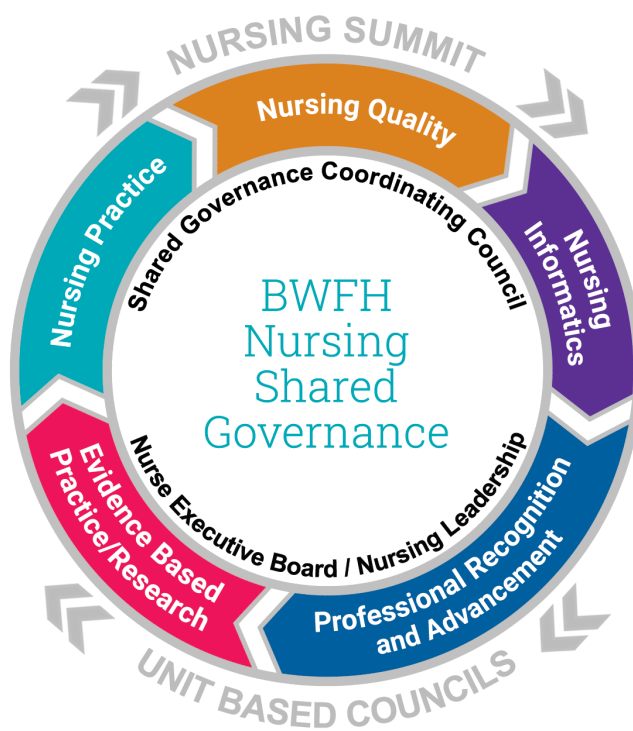 NURSING SUMMIT
Nursing Quality
Nursing Practice
Shared Governance Coordinating Council
Nursing
Informatics
BWFH
Nursing
Shared
Governance
Nurse Executive Board / Nursing Leadership
Evidence Based
Practice/Research
Professional Recognition
and Advancement
UNIT BASED COUNCILS